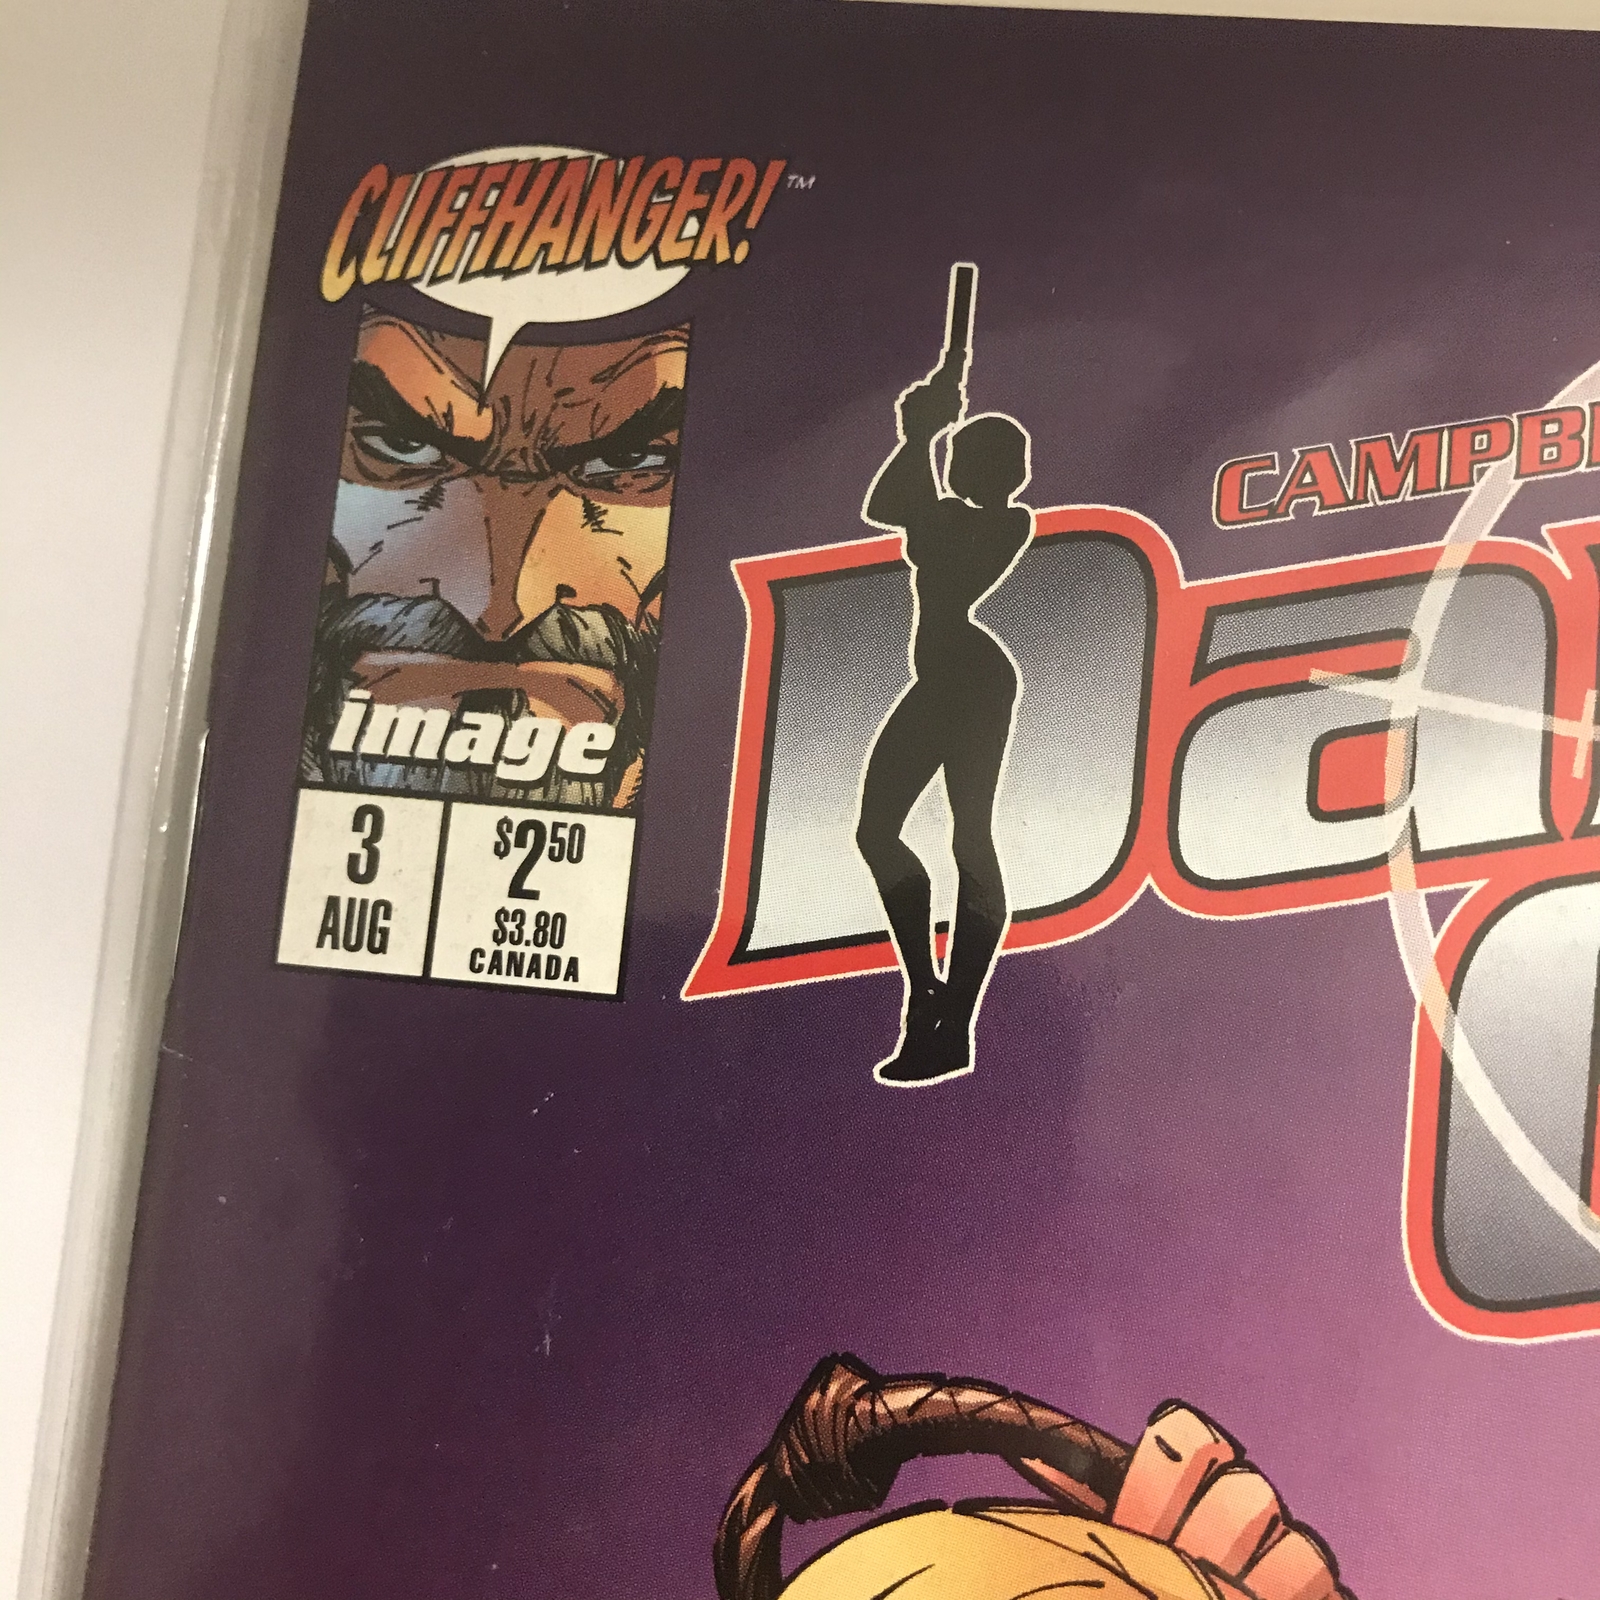 CLIFFHANGER!™
image
3
AUG
$2.50
$3.80
CANADA